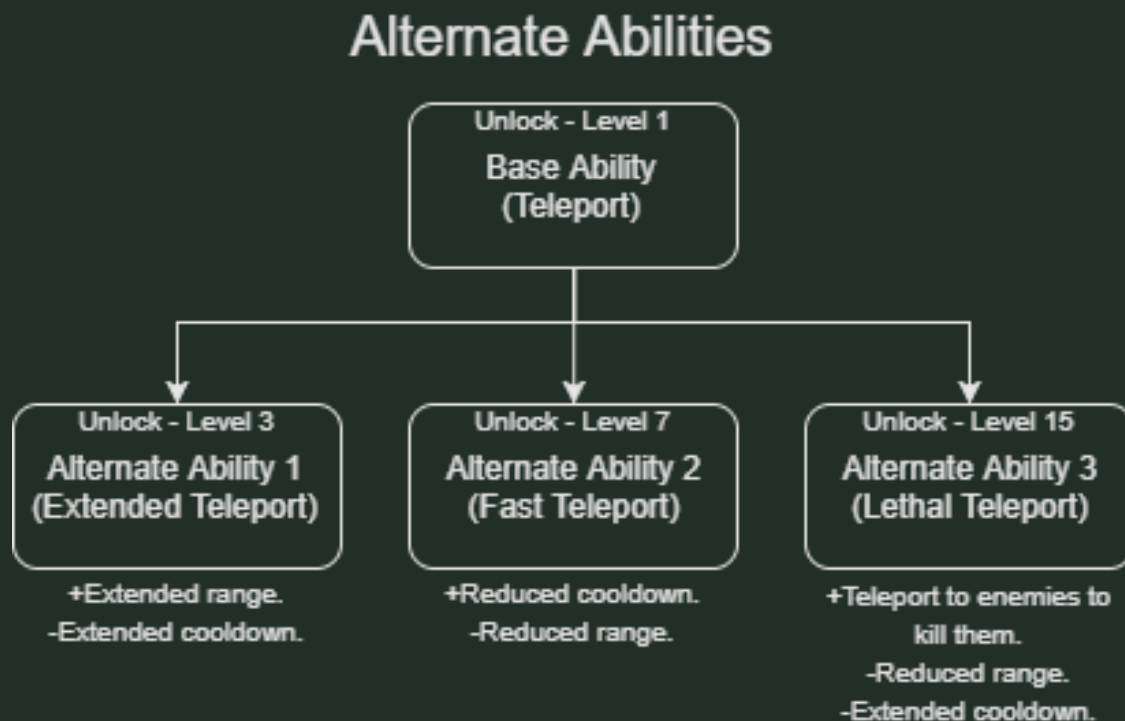 Alternate Abilities
Unlock - Level 1
Base Ability
(Teleport)
Unlock - Level 3
Alternate Ability 1
(Extended Teleport)
+Extended range.
-Extended cooldown.
Unlock - Level 7
Alternate Ability 2
(Fast Teleport)
+Reduced cooldown.
-Reduced range.
Unlock - Level 15
Alternate Ability 3
(Lethal Teleport)
+Teleport to enemies to
kill them.
-Reduced range.
-Extended cooldown.